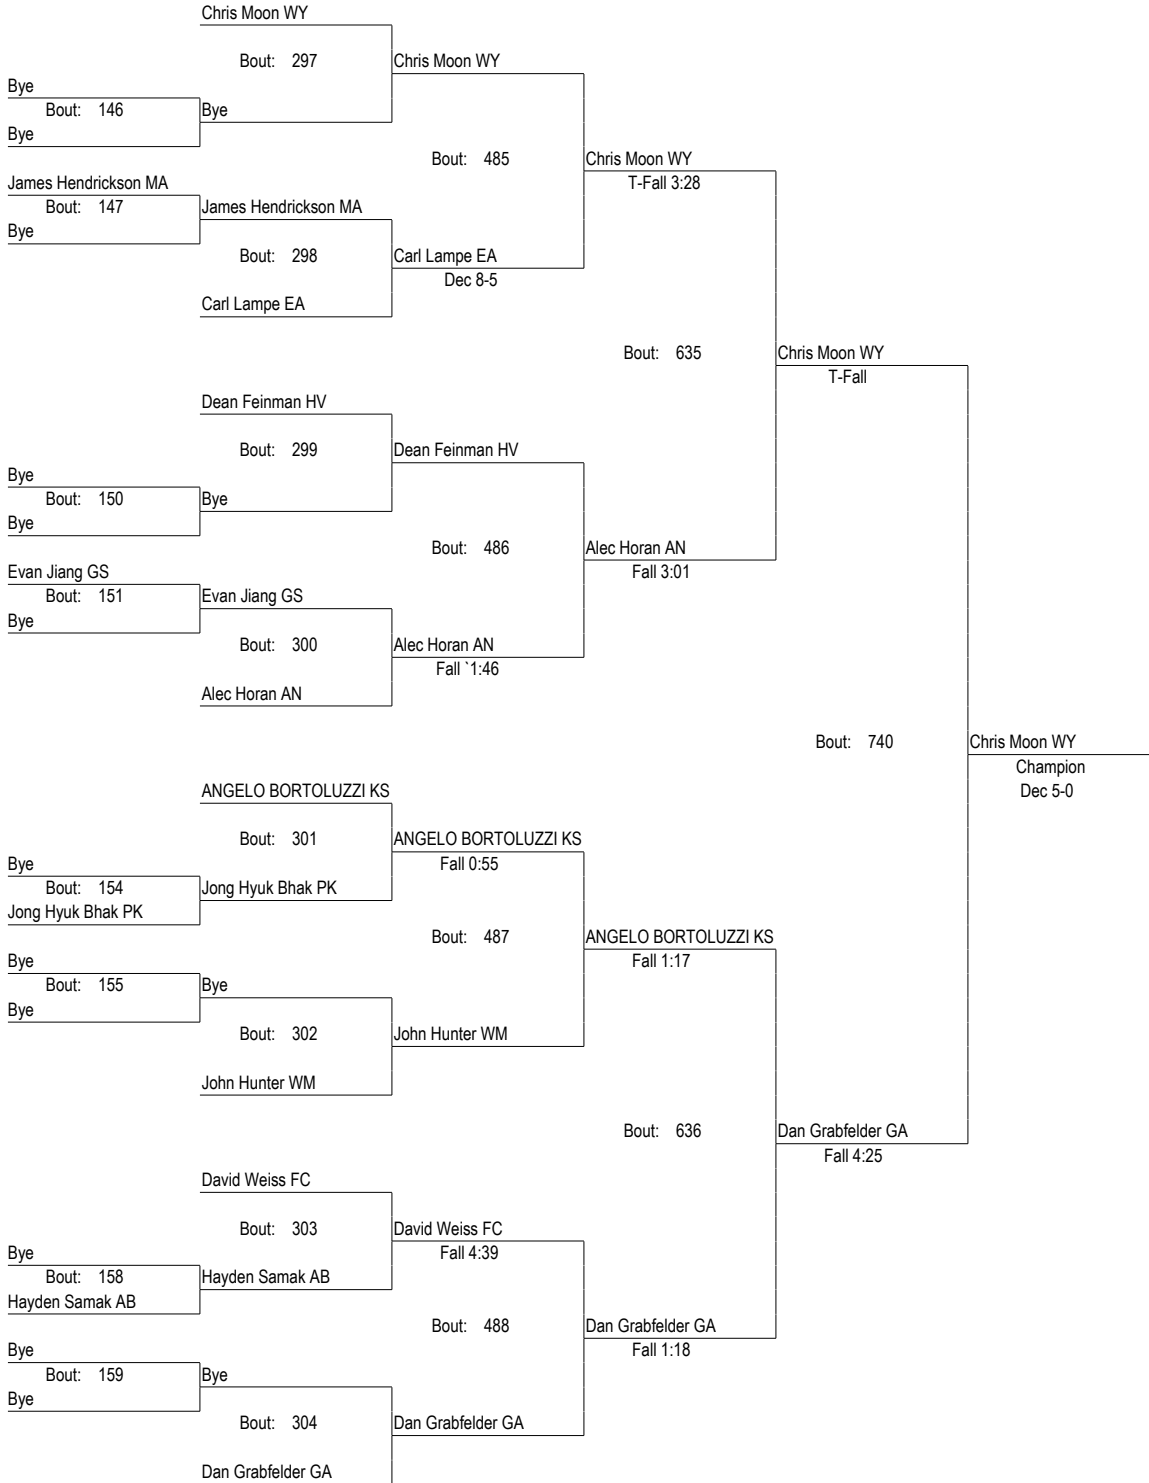 Chris Moon WY
Bout: 297
Chris Moon WY
Bye
Bout: 146
Bye
Bye
Bout: 485
Chris Moon WY
T-Fall 3:28
James Hendrickson MA
Bout: 147
James Hendrickson MA
Bye
Bout: 298
Carl Lampe EA
Dec 8-5
Carl Lampe EA
Bout: 635
Chris Moon WY
T-Fall
Dean Feinman HV
Bout: 299
Dean Feinman HV
Bye
Bout: 150
Bye
Bye
Bout: 486
Alec Horan AN
Fall 3:01
Evan Jiang GS
Bout: 151
Evan Jiang GS
Bye
Bout: 300
Alec Horan AN
Fall `1:46
Alec Horan AN
Bout: 740
Chris Moon WY
Champion
Dec 5-0
ANGELO BORTOLUZZI KS
Bout: 301
ANGELO BORTOLUZZI KS
Fall 0:55
Bye
Bout: 154
Jong Hyuk Bhak PK
Jong Hyuk Bhak PK
Bout: 487
ANGELO BORTOLUZZI KS
Fall 1:17
Bye
Bout: 155
Bye
Bye
Bout: 302
John Hunter WM
John Hunter WM
Bout: 636
Dan Grabfelder GA
Fall 4:25
David Weiss FC
Bout: 303
David Weiss FC
Fall 4:39
Bye
Bout: 158
Hayden Samak AB
Hayden Samak AB
Bout: 488
Dan Grabfelder GA
Fall 1:18
Bye
Bout: 159
Bye
Bye
Bout: 304
Dan Grabfelder GA
Dan Grabfelder GA